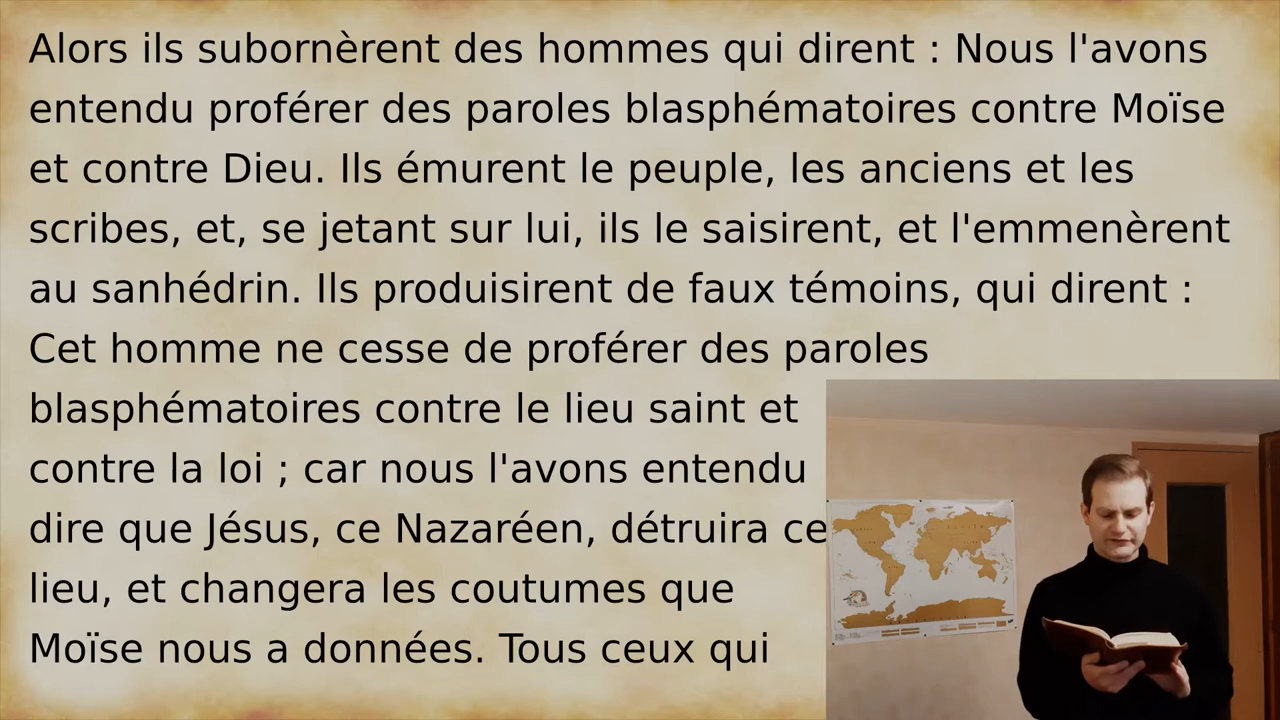 Alors ils subornèrent des hommes qui dirent : Nous l'avons
entendu proférer des paroles blasphématoires contre Moïse
et contre Dieu. Ils émurent le peuple, les anciens et les
scribes, et, se jetant sur lui, ils le saisirent, et l'emmenèrent
au sanhédrin. Ils produisirent de faux témoins, qui dirent :
Cet homme ne cesse de proférer des paroles
blasphématoires contre le lieu saint et
contre la loi ; car nous l'avons entendu
dire que Jésus, ce Nazaréen, détruira ce
lieu, et changera les coutumes que
Moïse nous a données. Tous ceux qui